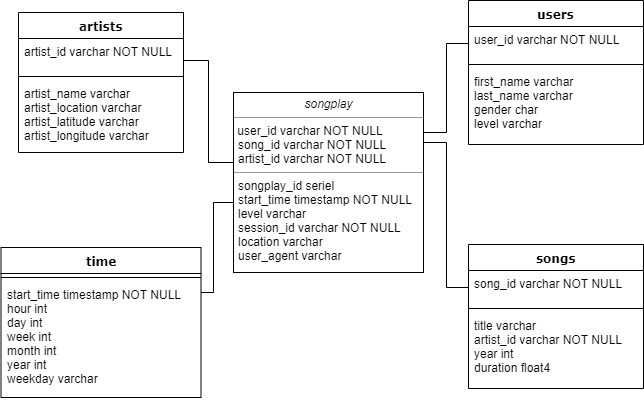 artists
artist_id varchar NOT NULL
artist_name varchar
artist_location varchar
artist_latitude varchar
artist_longitude varchar
users
user_id varchar NOT NULL
first_name varchar
last_name varchar
gender char
level varchar
songplay
user_id varchar NOT NULL
song_id varchar NOT NULL
artist_id varchar NOT NULL
songplay_id seriel
start_time timestamp NOT NULL
level varchar
session_id varchar NOT NULL
location varchar
user_agent varchar
time
start_time timestamp NOT NULL
hour int
day int
week int
month int
year int
weekday varchar
songs
song_id varchar NOT NULL
title varchar
artist_id varchar NOT NULL
year int
duration float4